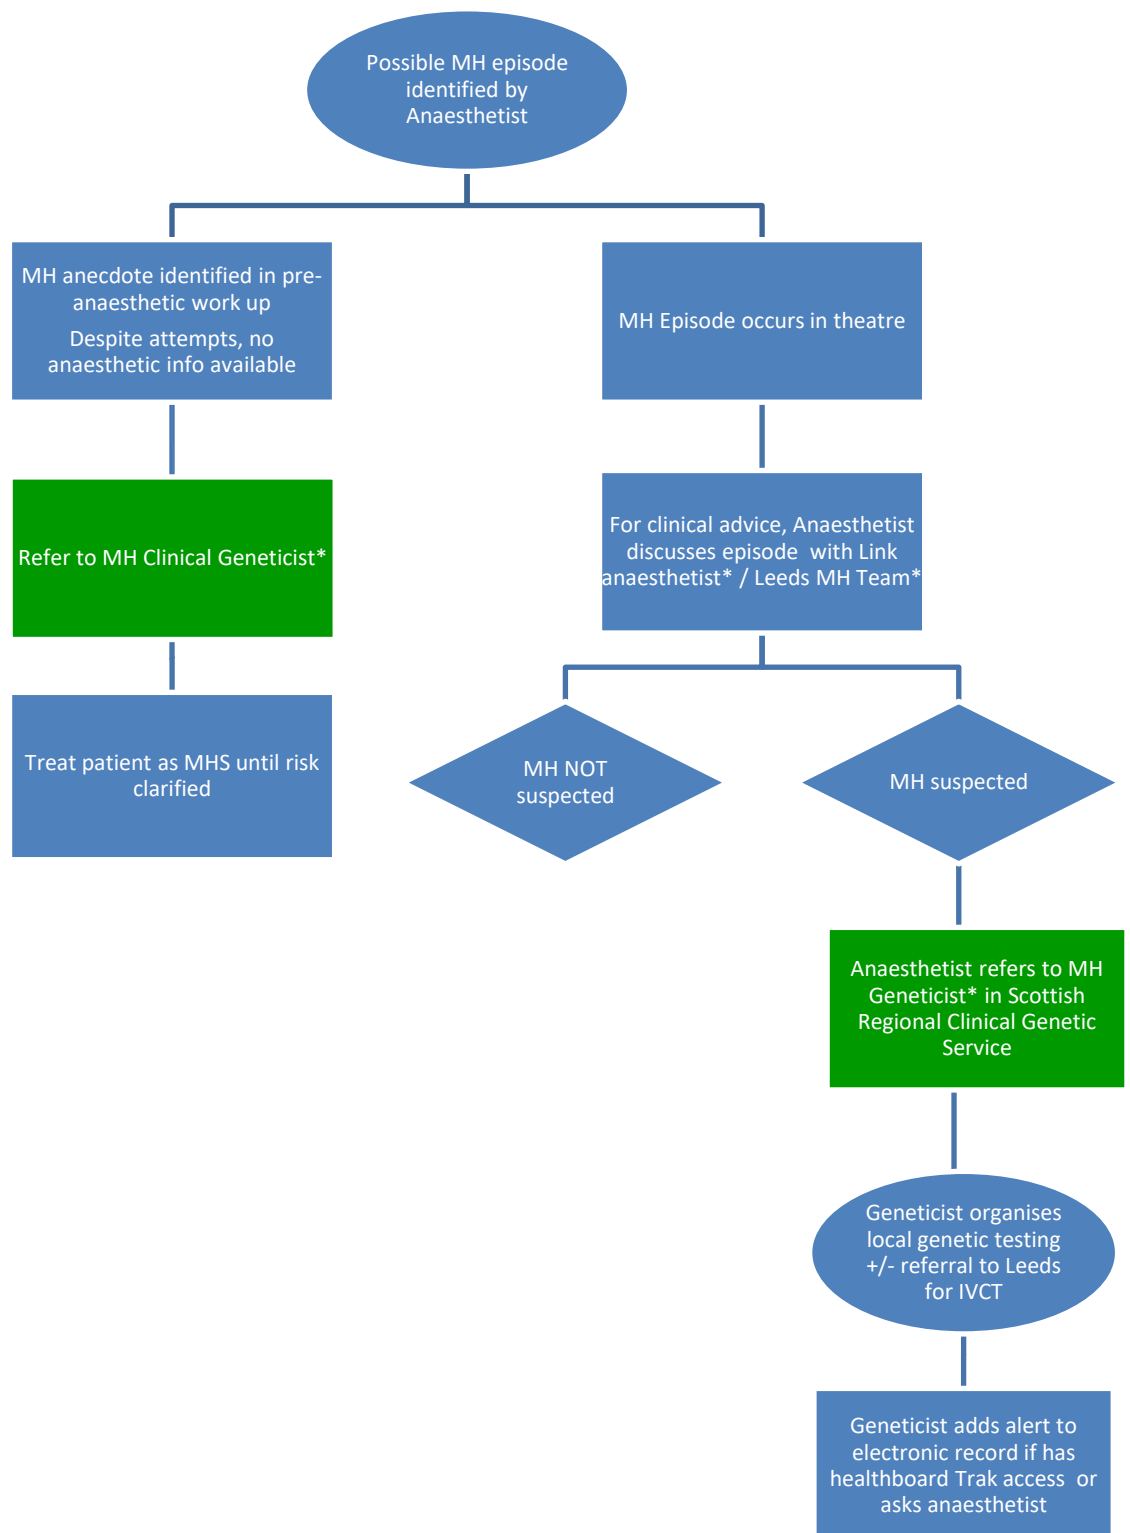 Possible MH episode
identified by
Anaesthetist
MH anecdote identified in pre-
anaesthetic work up
Despite attempts, no
anaesthetic info available
MH Episode occurs in theatre
Refer to MH Clinical Geneticist*
For clinical advice, Anaesthetist
discusses episode with Link
anaesthetist* / Leeds MH Team*
Treat patient as MHS until risk
clarified
MH NOT
suspected
MH suspected
Anaesthetist refers to MH
Geneticist* in Scottish
Regional Clinical Genetic
Service
Geneticist organises
local genetic testing
+/- referral to Leeds
for IVCT
Geneticist adds alert to
electronic record if has
healthboard Trak access or
asks anaesthetist